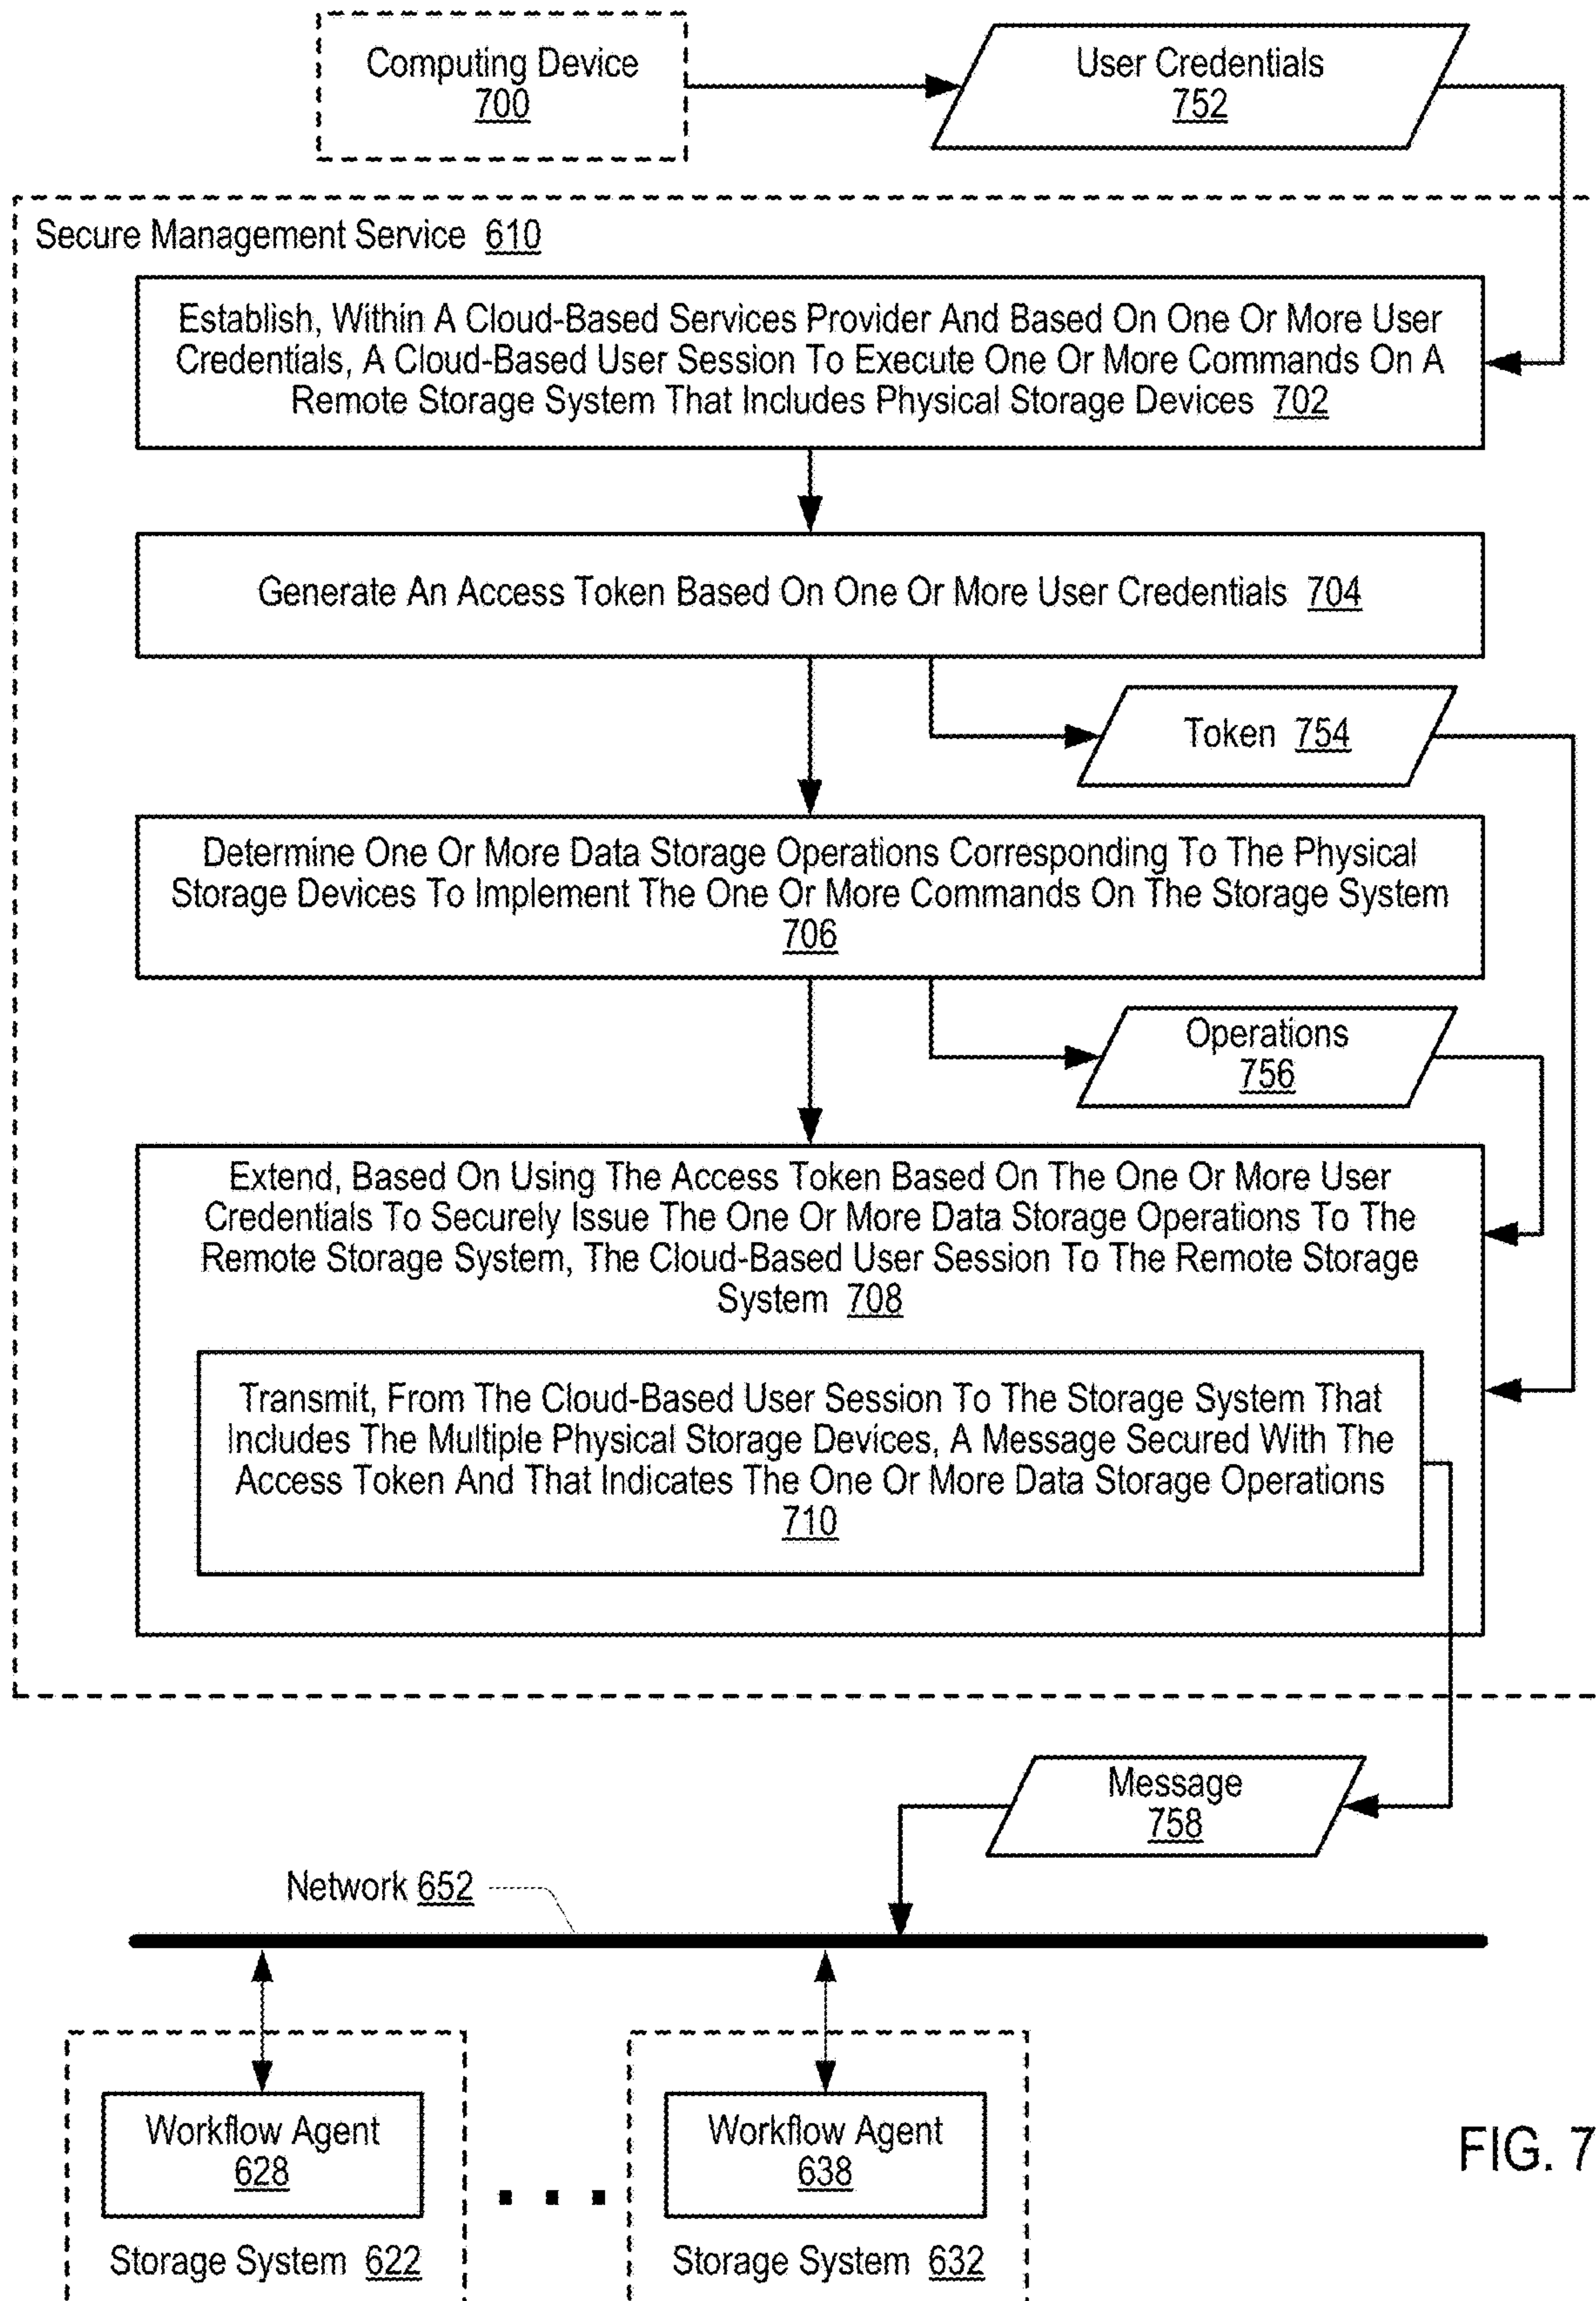 Computing Device
700
User Credentials
752
Secure Management Service 610
Establish, Within A Cloud-Based Services Provider And Based On One Or More User
Credentials, A Cloud-Based User Session To Execute One Or More Commands On A
Remote Storage System That Includes Physical Storage Devices 702
Generate An Access Token Based On One Or More User Credentials 704
Token 754
Determine One Or More Data Storage Operations Corresponding To The Physical
Storage Devices To Implement The One Or More Commands On The Storage System
706
Operations
756
Extend, Based On Using The Access Token Based On The One Or More User
Credentials To Securely Issue The One Or More Data Storage Operations To The
Remote Storage System, The Cloud-Based User Session To The Remote Storage
System 708
Transmit, From The Cloud-Based User Session To The Storage System That
Includes The Multiple Physical Storage Devices, A Message Secured With The
Access Token And That Indicates The One Or More Data Storage Operations
710
Message
758
Network 652
Workflow Agent
628
Storage System 622
Workflow Agent
638
Storage System 632
FIG. 7